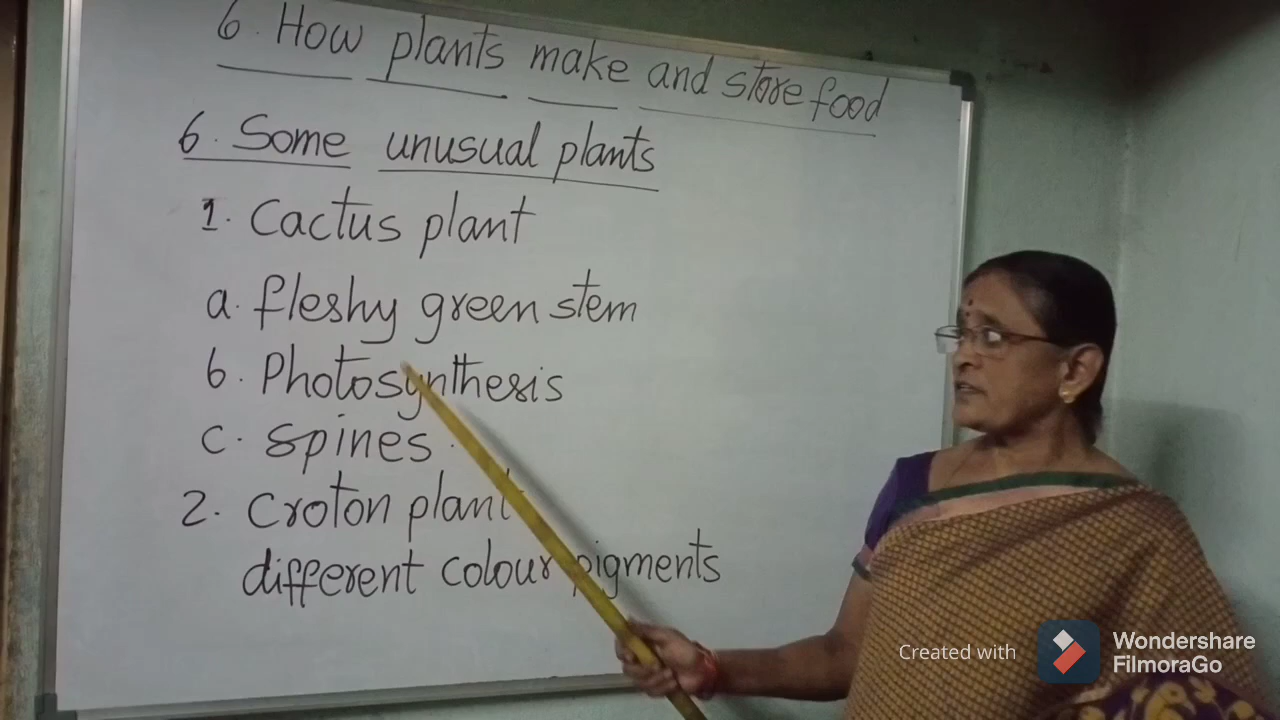 6. How plants make and store food
6. Some unusual plants
1. Cactus plant
a. fleshy green stem
b. Photosynthesis
c. spines
2. Croton plant
different colour pigments
Created with Wondershare FilmoraGo